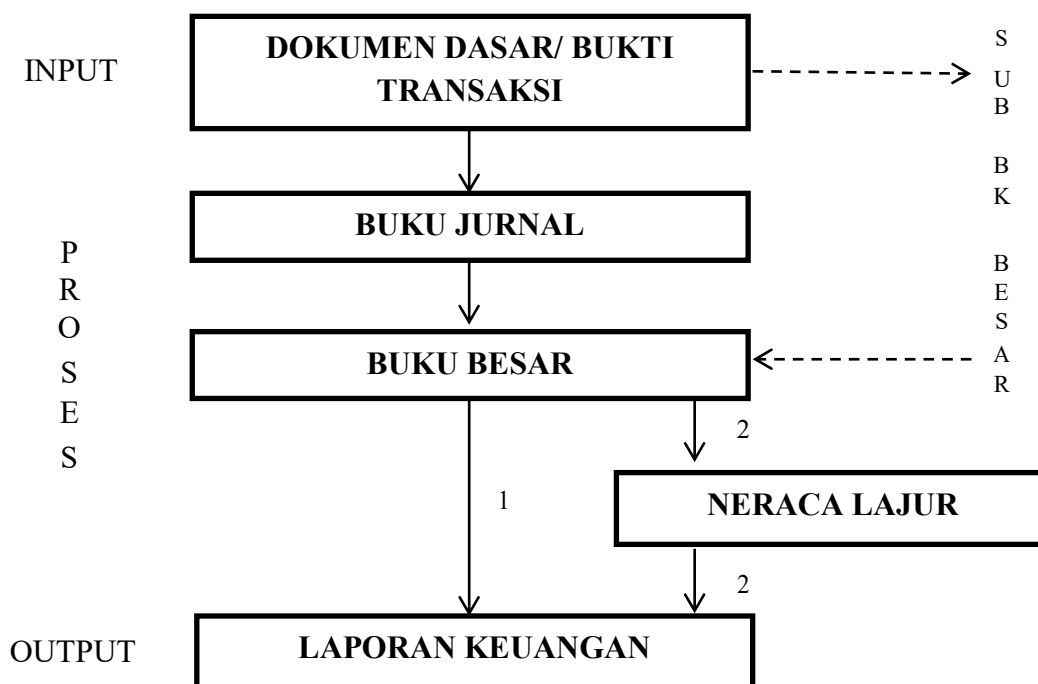 INPUT
DOKUMEN DASAR/ BUKTI
TRANSAKSI
S
U
B
B
K
B
E
S
A
R
BUKU JURNAL
P
R
O
S
E
S
BUKU BESAR
2
1
NERACA LAJUR
2
OUTPUT
LAPORAN KEUANGAN